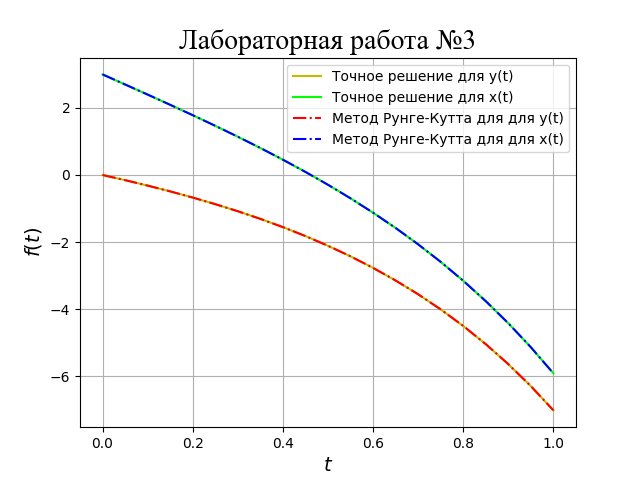 Лабораторная работа №3
Точное решение для y(t)
Точное решение для x(t)
Метод Рунге-Кутта для для y(t)
Метод Рунге-Кутта для для x(t)
f(t)
2
0
−2
−4
−6
0.0 0.2 0.4 0.6 0.8 1.0
t